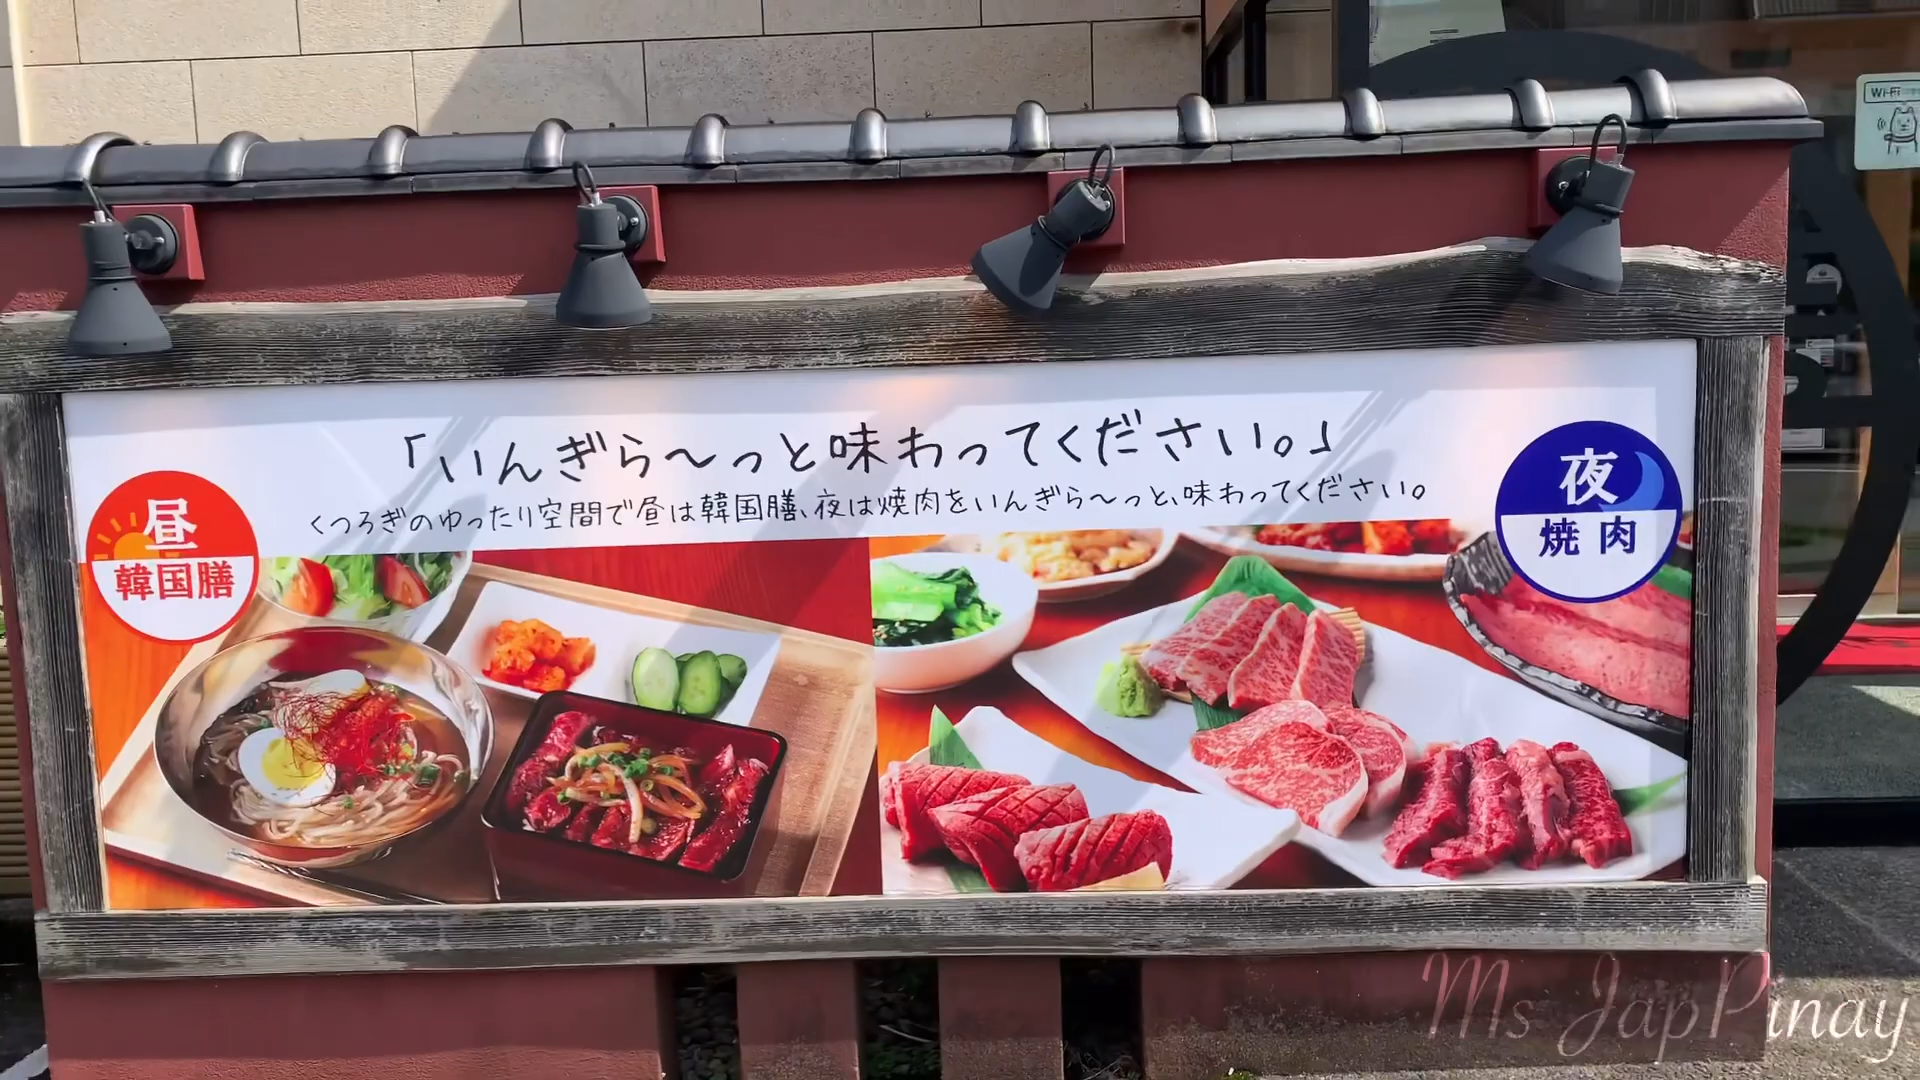 「いんぎら〜っと味わってください。」
くつろぎのゆったり空間で昼は韓国膳、夜は焼肉をいんぎら〜っと、味わってください。
昼
韓国膳
夜
焼肉
Wi-Fi
Ms JapPinay